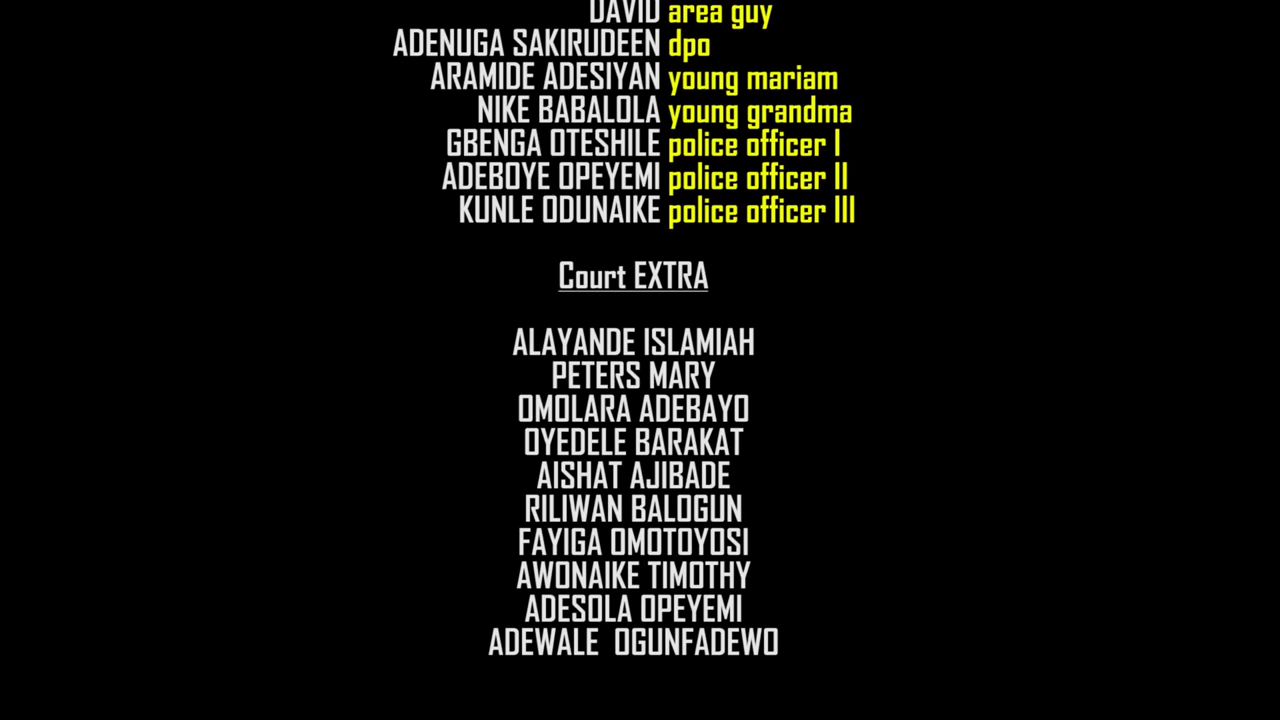 DAVID area guy
ADENUGA SAKIRUDEEN dpo
ARAMIDE ADESIYAN young mariam
NIKE BABALOLA young grandma
GBENGA OTESHILE police officer I
ADEBOYE OPEYEMI police officer II
KUNLE ODUNAIKE police officer III
Court EXTRA
ALAYANDE ISLAMIAH
PETERS MARY
OMOLARA ADEBAYO
OYEDELE BARAKAT
AISHAT AJIBADE
RILIWAN BALOGUN
FAYIGA OMOTOYOSI
AWONAIKE TIMOTHY
ADESOLA OPEYEMI
ADEWALE OGUNFADEWO